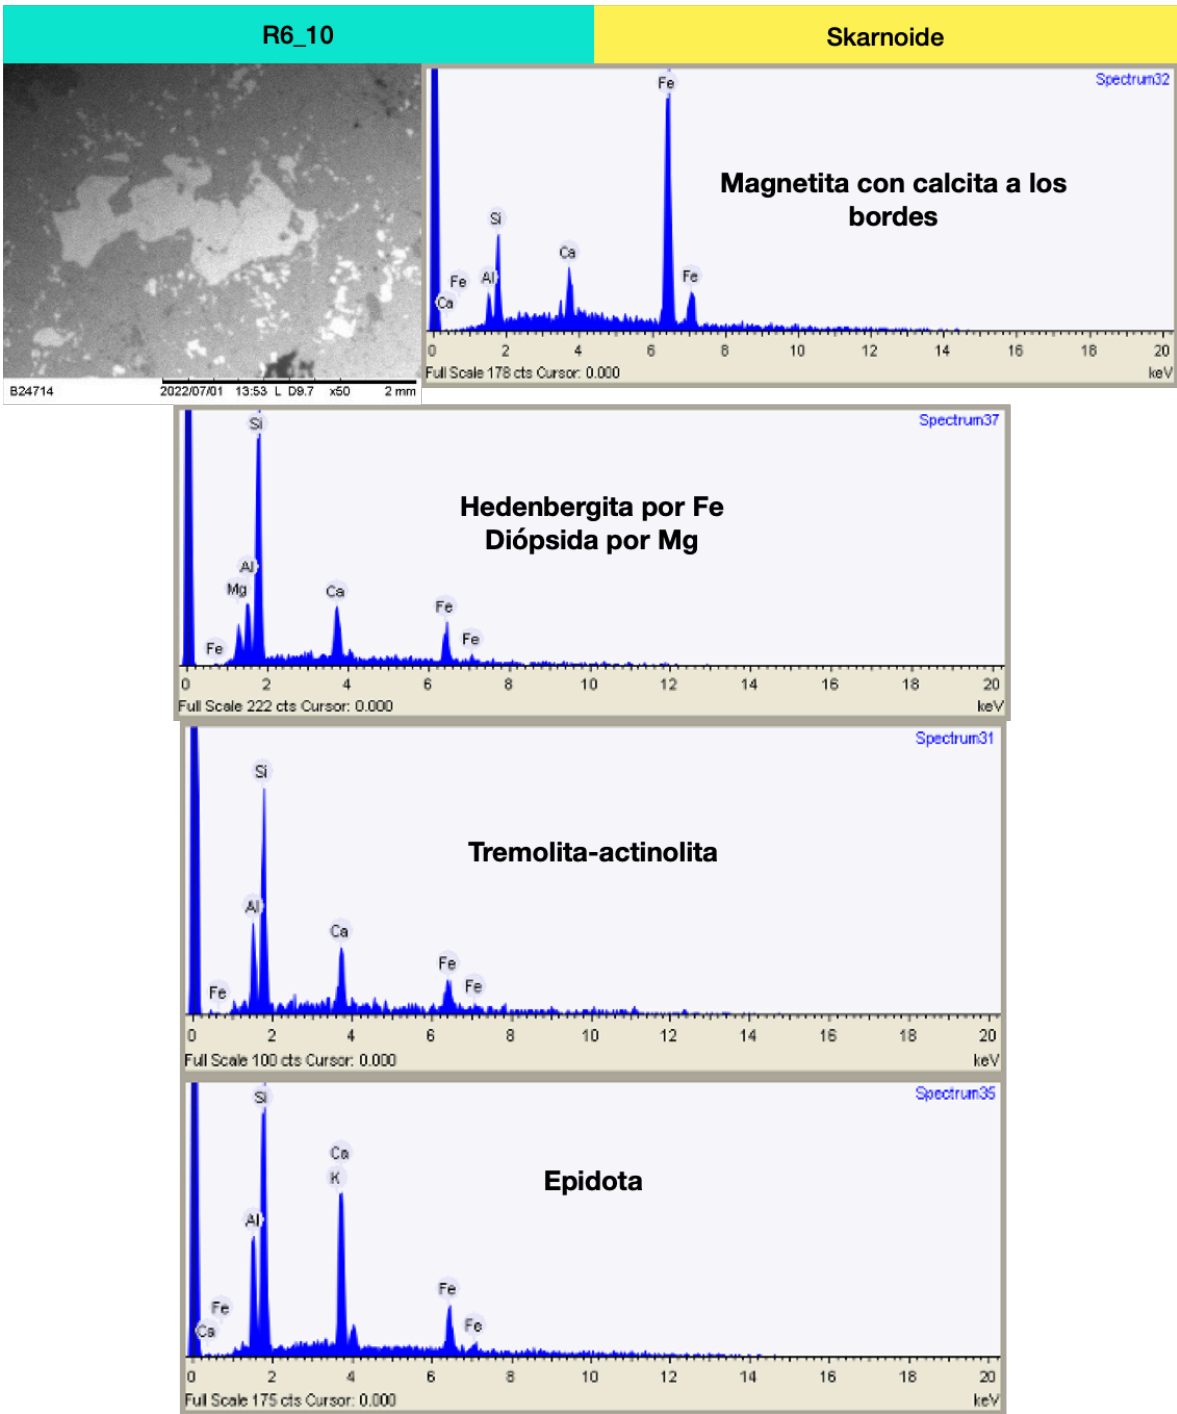 R6_10
Skarnoide
B24714 2022/07/01 13:53 L D9.7 x50 2 mm
Spectrum32
Fe
Magnetita con calcita a los
bordes
Si
Ca
Fe Al Fe
Ca
0 2 4 6 8 10 12 14 16 18 20
Full Scale 178 cts Cursor: 0.000 keV
Spectrum37
Si
Hedenbergita por Fe
Diópsida por Mg
Al
Mg Ca
Fe
Fe Fe
0 2 4 6 8 10 12 14 16 18 20
Full Scale 222 cts Cursor: 0.000 keV
Spectrum31
Si
Tremolita-actinolita
Al
Ca
Fe
Fe Fe
0 2 4 6 8 10 12 14 16 18 20
Full Scale 100 cts Cursor: 0.000 keV
Spectrum35
Si
Ca
K
Epidota
Al
Fe
Fe
Ca Fe
0 2 4 6 8 10 12 14 16 18 20
Full Scale 175 cts Cursor: 0.000 keV